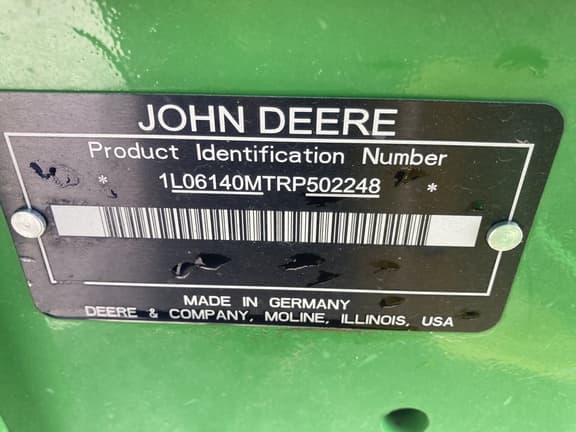 JOHN DEERE
Product Identification Number
* 1L06140MTRP502248 *
MADE IN GERMANY
DEERE & COMPANY, MOLINE, ILLINOIS, USA